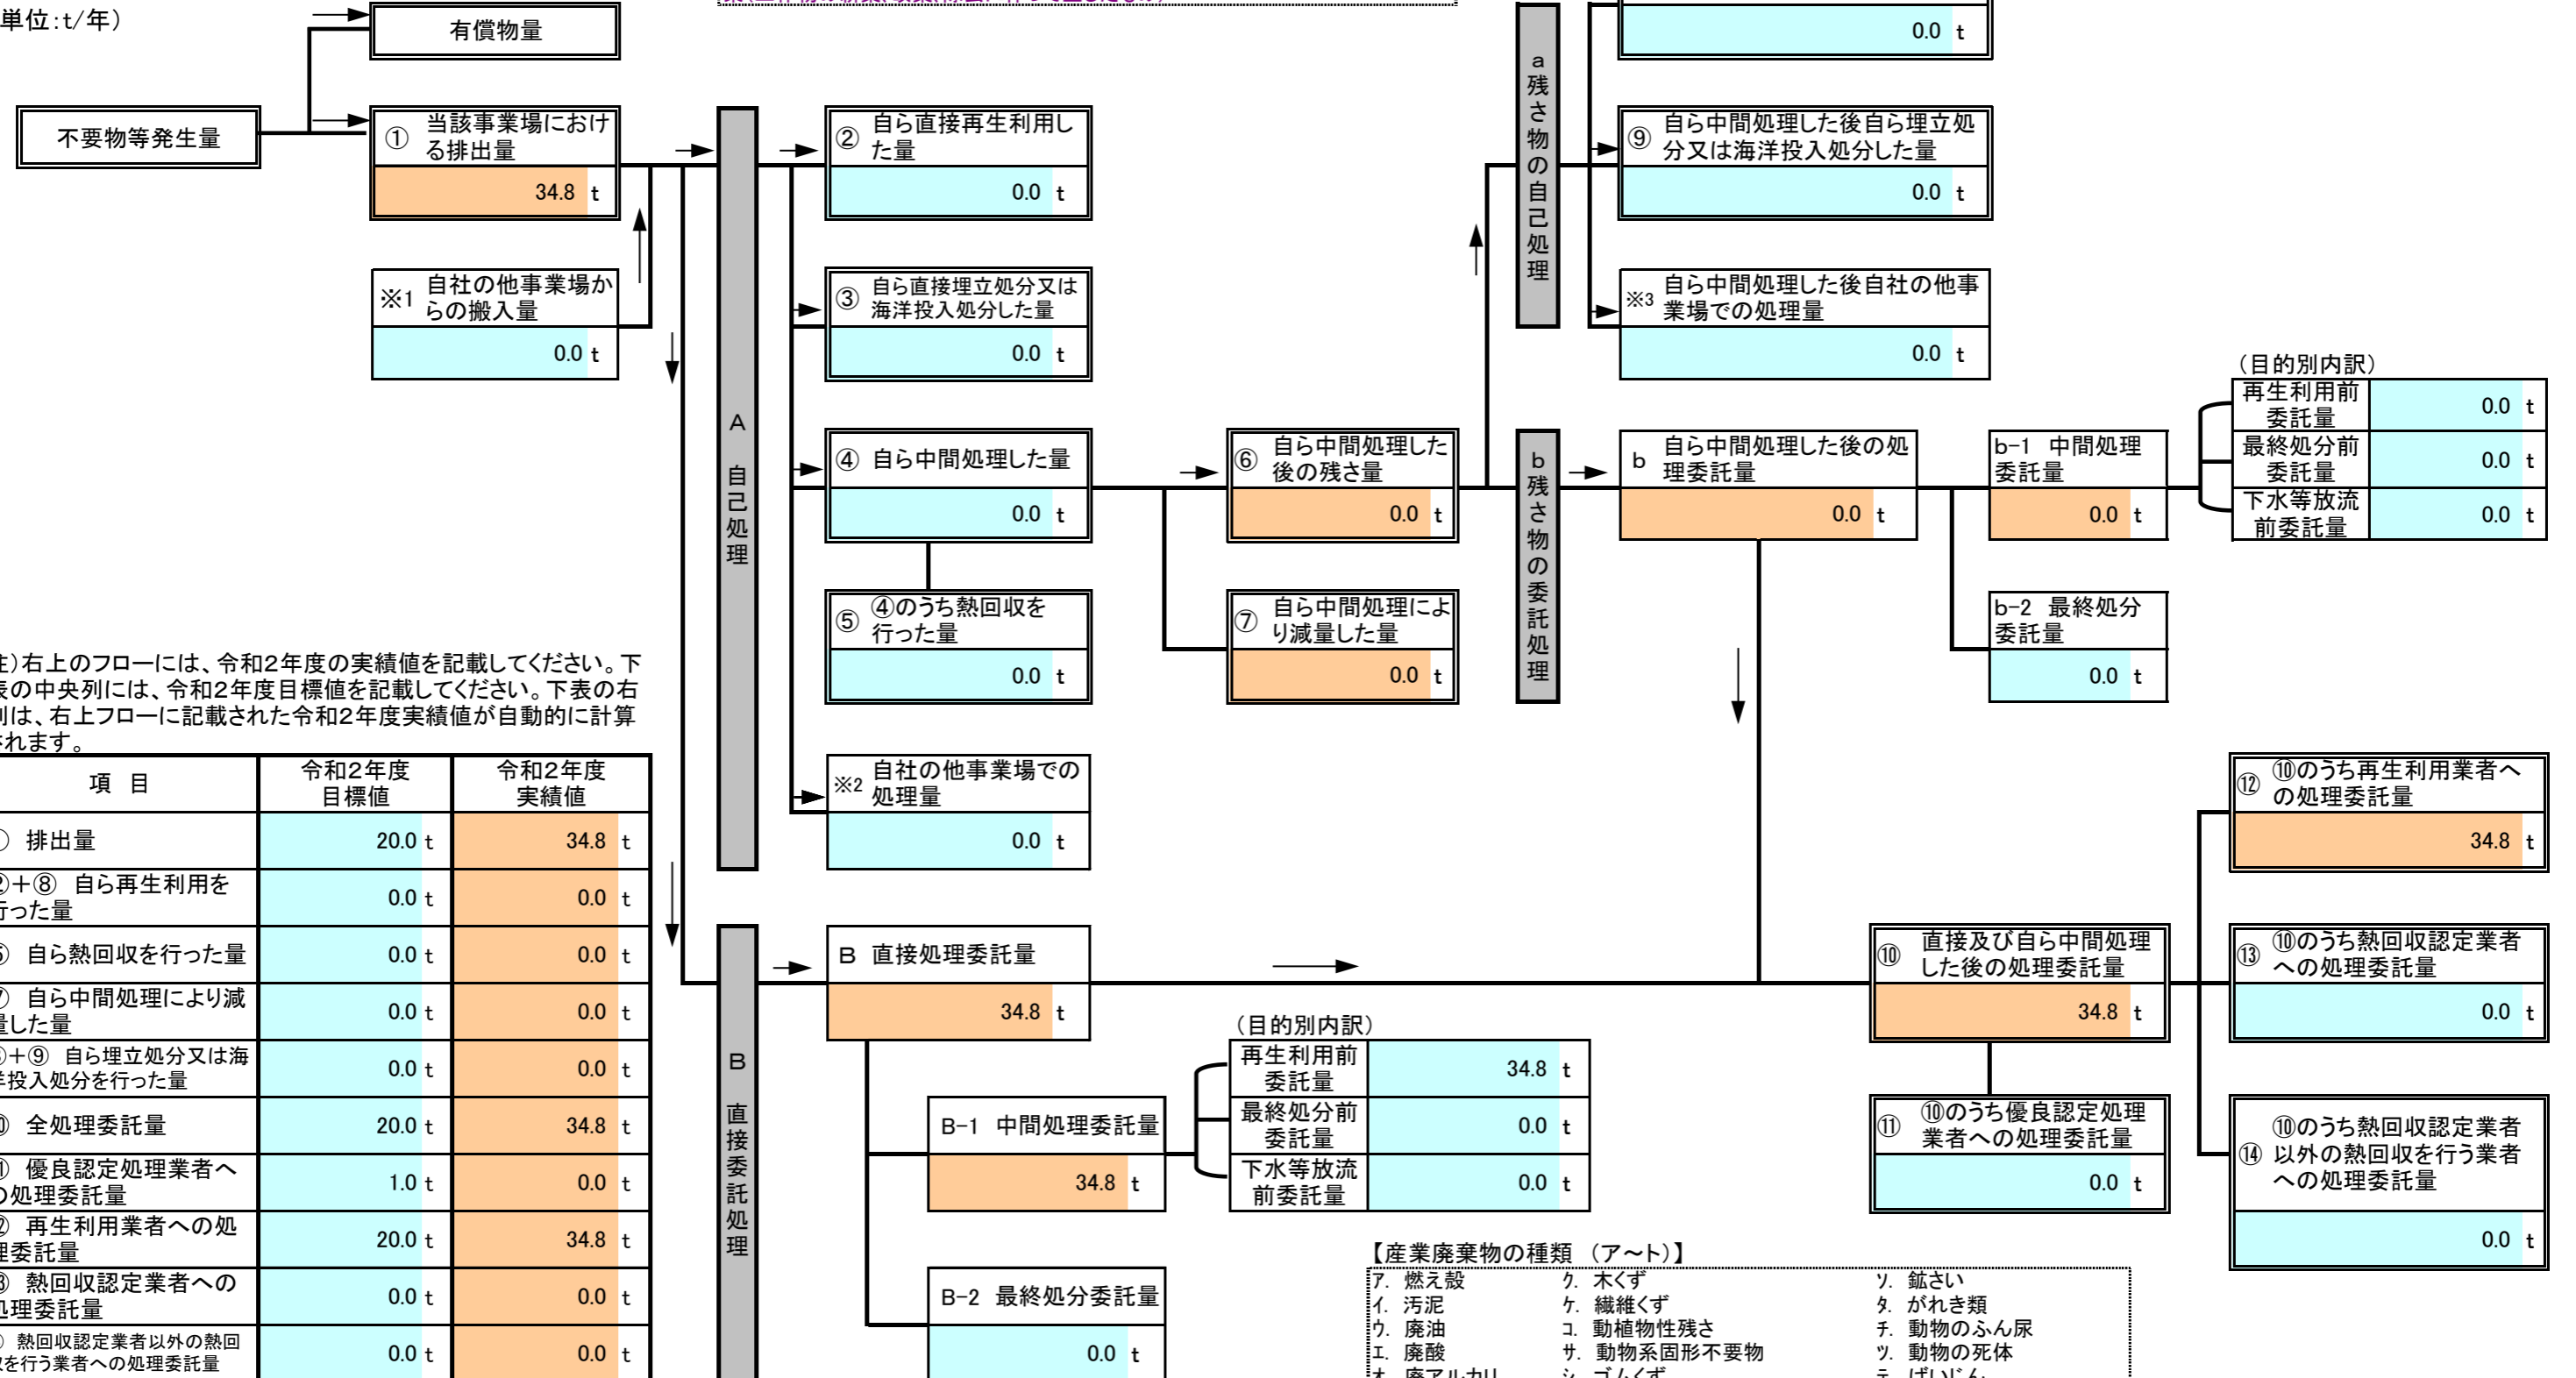 単位:t/年)
有償物量
不要物等発生量
① 当該事業場におけ
る排出量
34.8 t
※1 自社の他事業場か
らの搬入量
0.0 t
A 自己処理
② 自ら直接再生利用し
た量
0.0 t
③ 自ら直接埋立処分又は
海洋投入処分した量
0.0 t
④ 自ら中間処理した量
0.0 t
⑤ ④のうち熱回収を
行った量
0.0 t
※2 自社の他事業場での
処理量
0.0 t
⑥ 自ら中間処理した
後の残さ量
0.0 t
⑦ 自ら中間処理によ
り減量した量
0.0 t
a残さ物の自己処理
0.0 t
⑨ 自ら中間処理した後自ら埋立処
分又は海洋投入処分した量
0.0 t
※3 自ら中間処理した後自社の他事
業場での処理量
0.0 t
b残さ物の委託処理
b 自ら中間処理した後の処
理委託量
0.0 t
b-1 中間処理
委託量
0.0 t
(目的別内訳)
再生利用前
委託量
0.0 t
最終処分前
委託量
0.0 t
下水等放流
前委託量
0.0 t
b-2 最終処分
委託量
0.0 t
)右上のフローには、令和2年度の実績値を記載してください。下
の中央列には、令和2年度目標値を記載してください。下表の右
は、右上フローに記載された令和2年度実績値が自動的に計算
れます。
項 目 令和2年度
目標値 令和2年度
実績値
排出量 20.0 t 34.8 t
+⑧ 自ら再生利用を
った量 0.0 t 0.0 t
自ら熱回収を行った量 0.0 t 0.0 t
自ら中間処理により減
した量 0.0 t 0.0 t
+⑨ 自ら埋立処分又は海
投入処分を行った量 0.0 t 0.0 t
全処理委託量 20.0 t 34.8 t
優良認定処理業者へ
の処理委託量 1.0 t 0.0 t
再生利用業者への処
理委託量 20.0 t 34.8 t
熱回収認定業者への
処理委託量 0.0 t 0.0 t
熱回収認定業者以外の熱回
収を行う業者への処理委託量 0.0 t 0.0 t
B 直接委託処理
B 直接処理委託量
34.8 t
B-1 中間処理委託量
34.8 t
(目的別内訳)
再生利用前
委託量
34.8 t
最終処分前
委託量
0.0 t
下水等放流
前委託量
0.0 t
B-2 最終処分委託量
0.0 t
⑩ 直接及び自ら中間処理
した後の処理委託量
34.8 t
⑪ ⑩のうち優良認定処理
業者への処理委託量
0.0 t
⑫ ⑩のうち再生利用業者へ
の処理委託量
34.8 t
⑬ ⑩のうち熱回収認定業者
への処理委託量
0.0 t
⑭ ⑩のうち熱回収認定業者
以外の熱回収を行う業者
への処理委託量
0.0 t
【産業廃棄物の種類 (ア~ト)】
ア. 燃え殻 ク. 木くず ソ. 鉱さい
イ. 汚泥 ケ. 繊維くず タ. がれき類
ウ. 廃油 コ. 動植物性残さ チ. 動物のふん尿
エ. 廃酸 サ. 動物系固形不要物 ツ. 動物の死体
オ. 廃アルカリ シ. ゴムくず テ. ばいじん